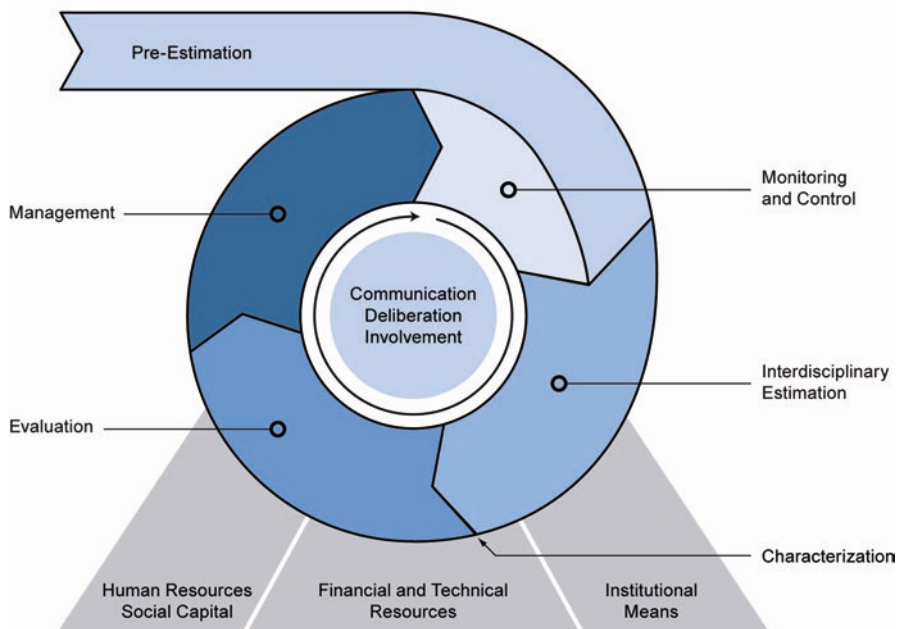 Pre-Estimation
Monitoring
and Control
Management
Communication
Deliberation
Involvement
Interdisciplinary
Estimation
Evaluation
Characterization
Human Resources
Social Capital
Financial and Technical
Resources
Institutional
Means